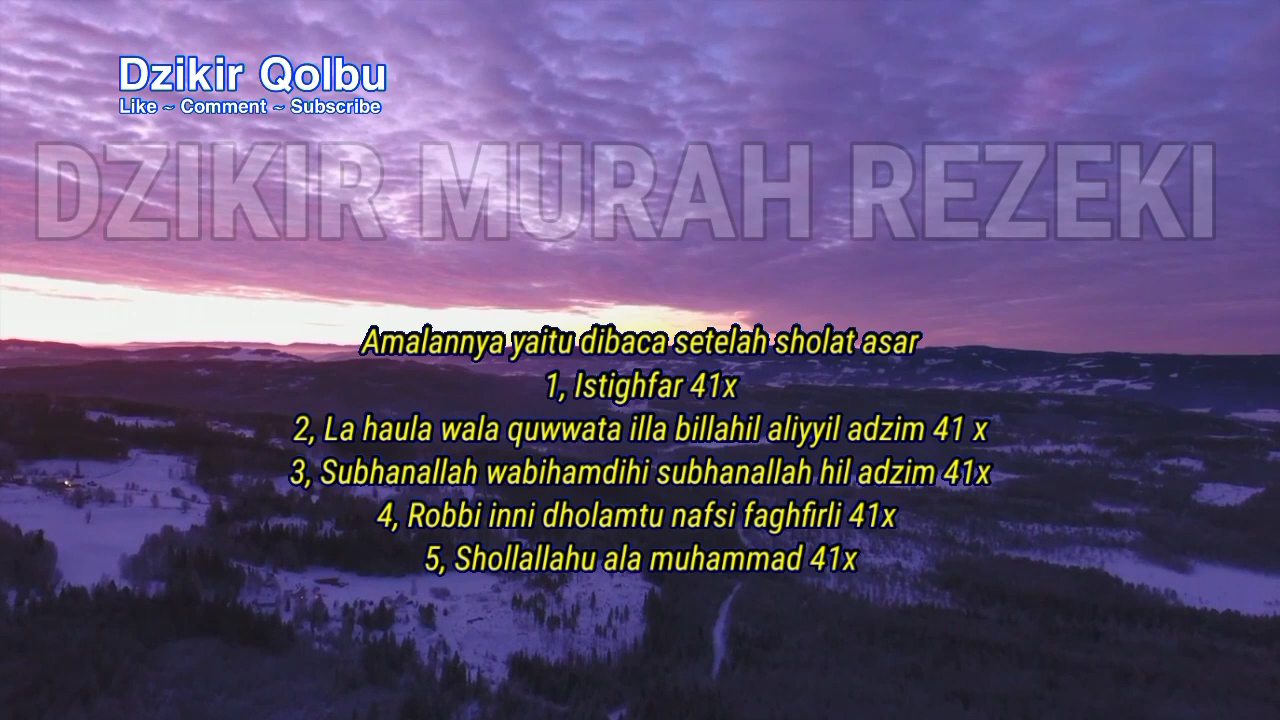 Dzikir Qolbu
Like ~ Comment ~ Subscribe
DZIKIR MURAH REZEKI
Amalannya yaitu dibaca setelah sholat asar
1, Istighfar 41x
2, La haula wala quwwata illa billahil aliyyil adzim 41 x
3, Subhanallah wabihamdihi subhanallah hil adzim 41x
4, Robbi inni dholamtu nafsi faghfirli 41x
5, Shollallahu ala muhammad 41x